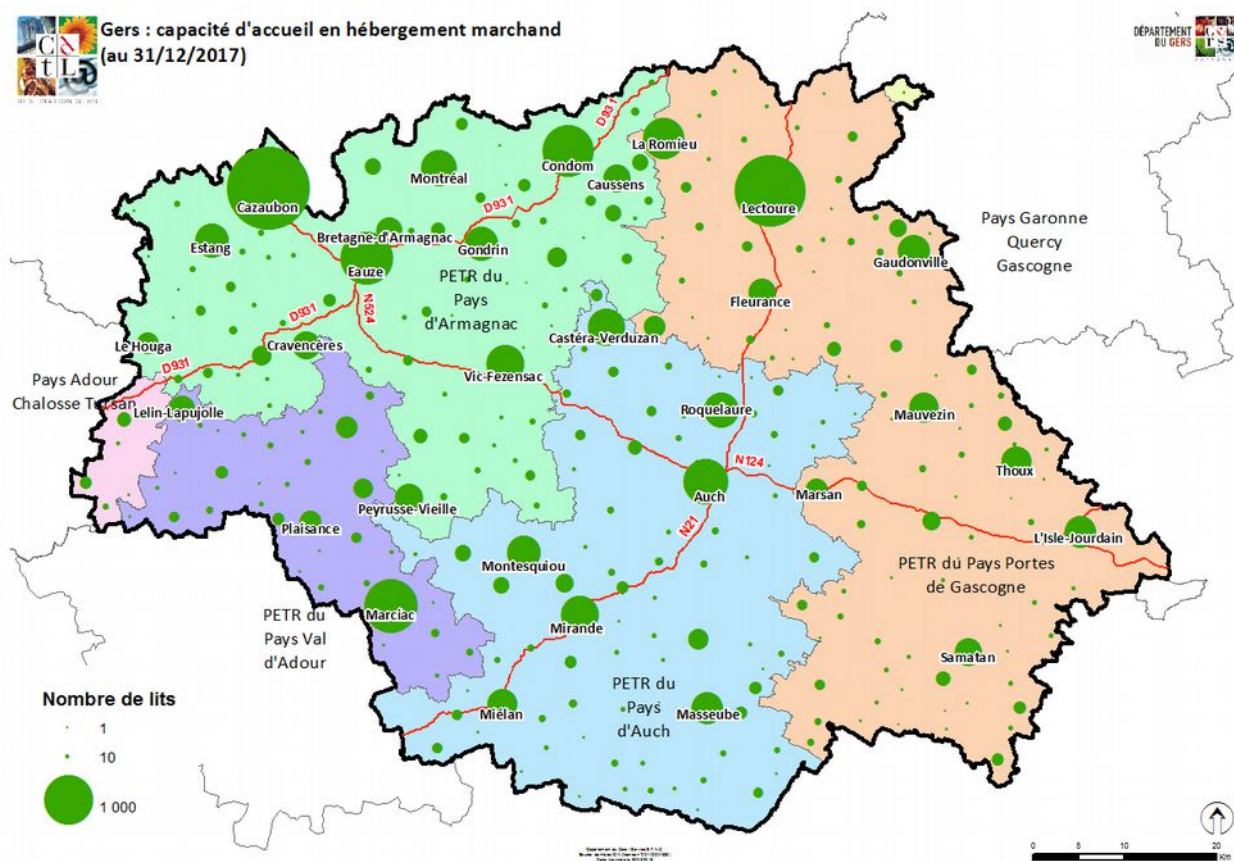 Gers : capacité d'accueil en hébergement marchand
(au 31/12/2017)
DÉPARTEMENT
DU GERS
D931
La Romieu
Condom
Montréal
Caussens
Cazaubon
Lectoure
D931
Pays Garonne
Quercy
Gascogne
Estang
Bretagne-d'Armagnac
Gondrin
Gaudonville
Eauze
PETR du
Pays
d'Armagnac
Fleurance
N524
D931
Le Houga
Cravencères
Castéra-Verduzan
D931
Vic-Fezensac
Pays Adour
Chalosse Tursan
Lelin-Lapujolle
Roquelaure
Mauvezin
N124
Thoux
Auch
Marsan
Peyrusse-Vieille
Plaisance
N21
L'Isle-Jourdain
Montesquiou
PETR du Pays Portes
de Gascogne
Marciac
Mirande
PETR du
Pays Val
d'Adour
Samatan
PETR du
Pays
d'Auch
Miélan
Masseube
Nombre de lits
1
10
1 000
0 5 10 20
Km